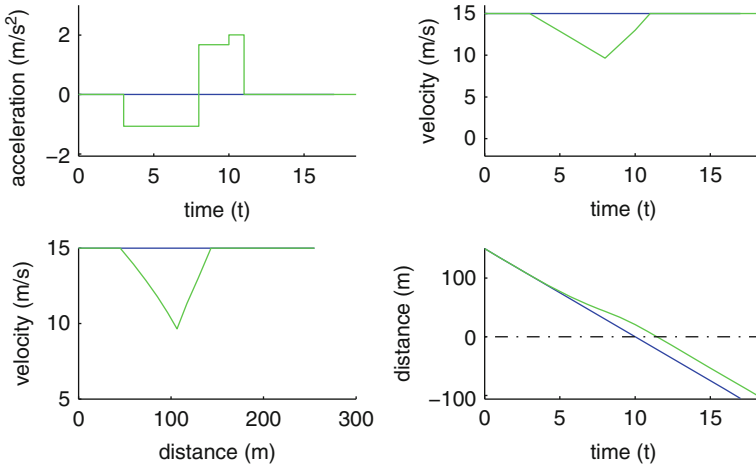 acceleration (m/s²)
2
0
−2
0 5 10 15
time (t)
velocity (m/s)
15
10
5
0
0 5 10 15
time (t)
velocity (m/s)
15
10
5
0 100 200 300
distance (m)
distance (m)
100
0
−100
0 5 10 15
time (t)